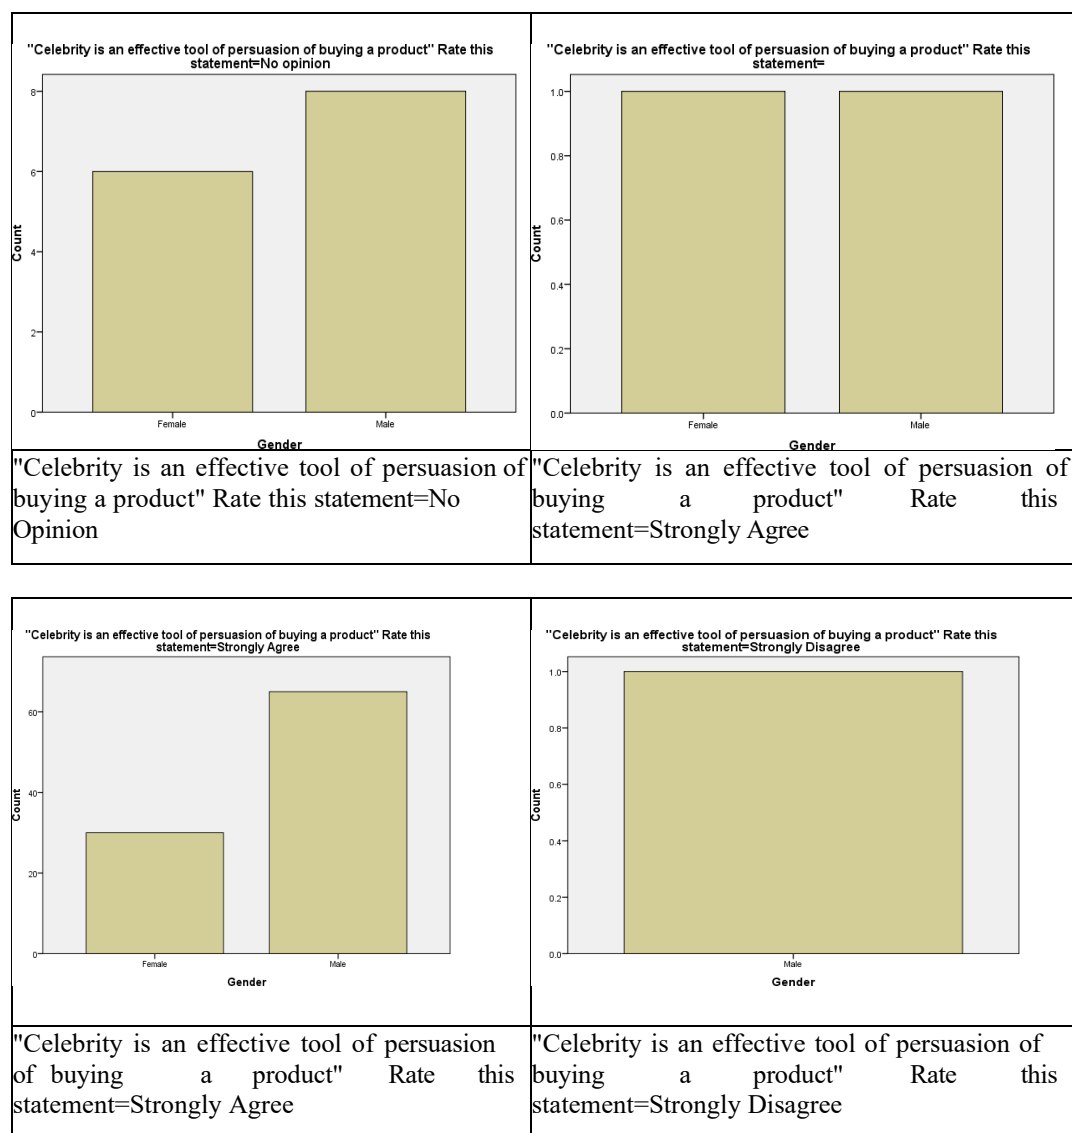 "Celebrity is an effective tool of persuasion of buying a product" Rate this
statement=No opinion
8
6
4
2
0
Count
Female Male
Gender
"Celebrity is an effective tool of persuasion of buying a product" Rate this
statement=
1.0
0.8
0.6
0.4
0.2
0.0
Count
Female Male
Gender
"Celebrity is an effective tool of persuasion of
buying a product" Rate this statement=No
Opinion
"Celebrity is an effective tool of persuasion of
buying a product" Rate this
statement=Strongly Agree
"Celebrity is an effective tool of persuasion of buying a product" Rate this
statement=Strongly Agree
60
40
20
0
Count
Female Male
Gender
"Celebrity is an effective tool of persuasion of buying a product" Rate this
statement=Strongly Disagree
1.0
0.8
0.6
0.4
0.2
0.0
Count
Male
Gender
"Celebrity is an effective tool of persuasion
of buying a product" Rate this
statement=Strongly Agree
"Celebrity is an effective tool of persuasion of
buying a product" Rate this
statement=Strongly Disagree